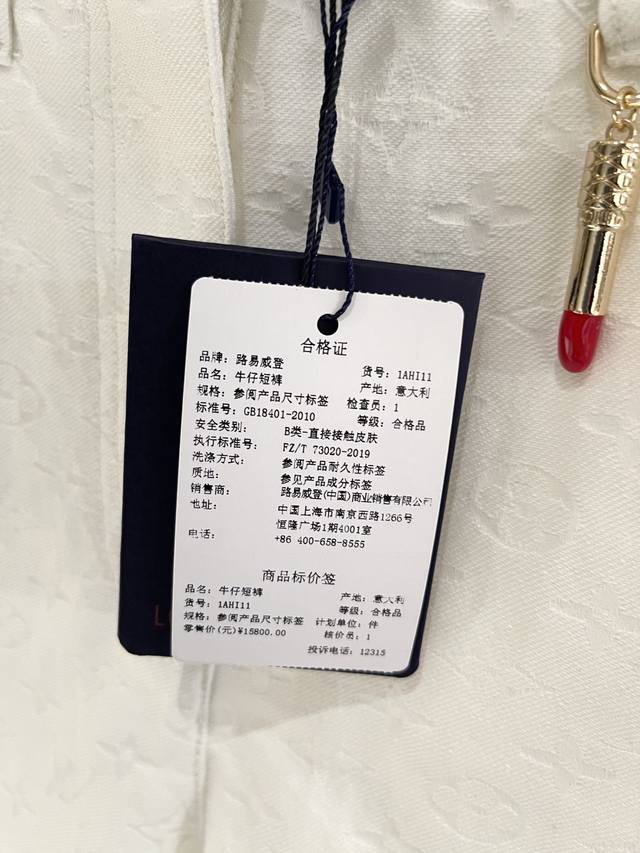 合格证
品牌: 路易威登 货号: 1AHI11
品名: 牛仔短裤 产地: 意大利
规格: 参阅产品尺寸标签 检查员: 1
标准号: GB18401-2010 等级: 合格品
安全类别: B类-直接接触皮肤
执行标准号: FZ/T 73020-2019
洗涤方式: 参阅产品耐久性标签
质地: 参见产品成分标签
销售商: 路易威登(中国)商业销售有限公司
地址: 中国上海市南京西路1266号
恒隆广场1期4001室
电话: +86 400-658-8555
商品标价签
品名: 牛仔短裤 产地: 意大利
货号: 1AHI11 等级: 合格品
规格: 参阅产品尺寸标签 计划单位: 件
零售价(元)¥15800.00 核价员: 1
投诉电话: 12315